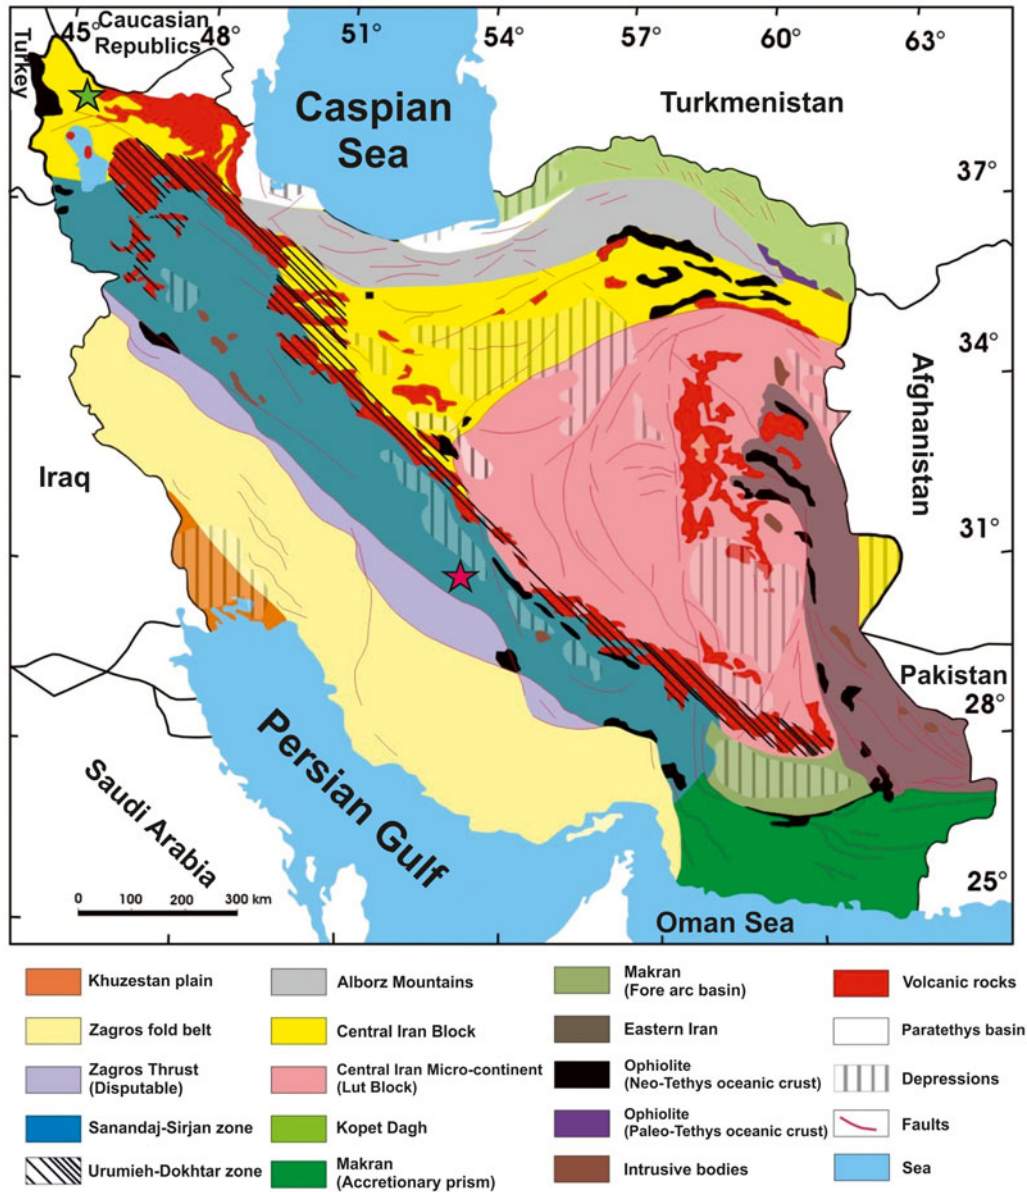 45° 48° 51° 54° 57° 60° 63°
Caucasian
Republics
Turkey
Caspian
Sea
Turkmenistan
37°
34°
Afghanistan
Iraq
31°
Pakistan
28°
Persian Gulf
Saudi Arabia
25°
0 100 200 300 km
Oman Sea
Khuzestan plain
Zagros fold belt
Zagros Thrust
(Disputable)
Sanandaj-Sirjan zone
Urumieh-Dokhtar zone
Alborz Mountains
Central Iran Block
Central Iran Micro-continent
(Lut Block)
Kopet Dagh
Makran
(Accretionary prism)
Makran
(Fore arc basin)
Eastern Iran
Ophiolite
(Neo-Tethys oceanic crust)
Ophiolite
(Paleo-Tethys oceanic crust)
Intrusive bodies
Volcanic rocks
Paratethys basin
Depressions
Faults
Sea